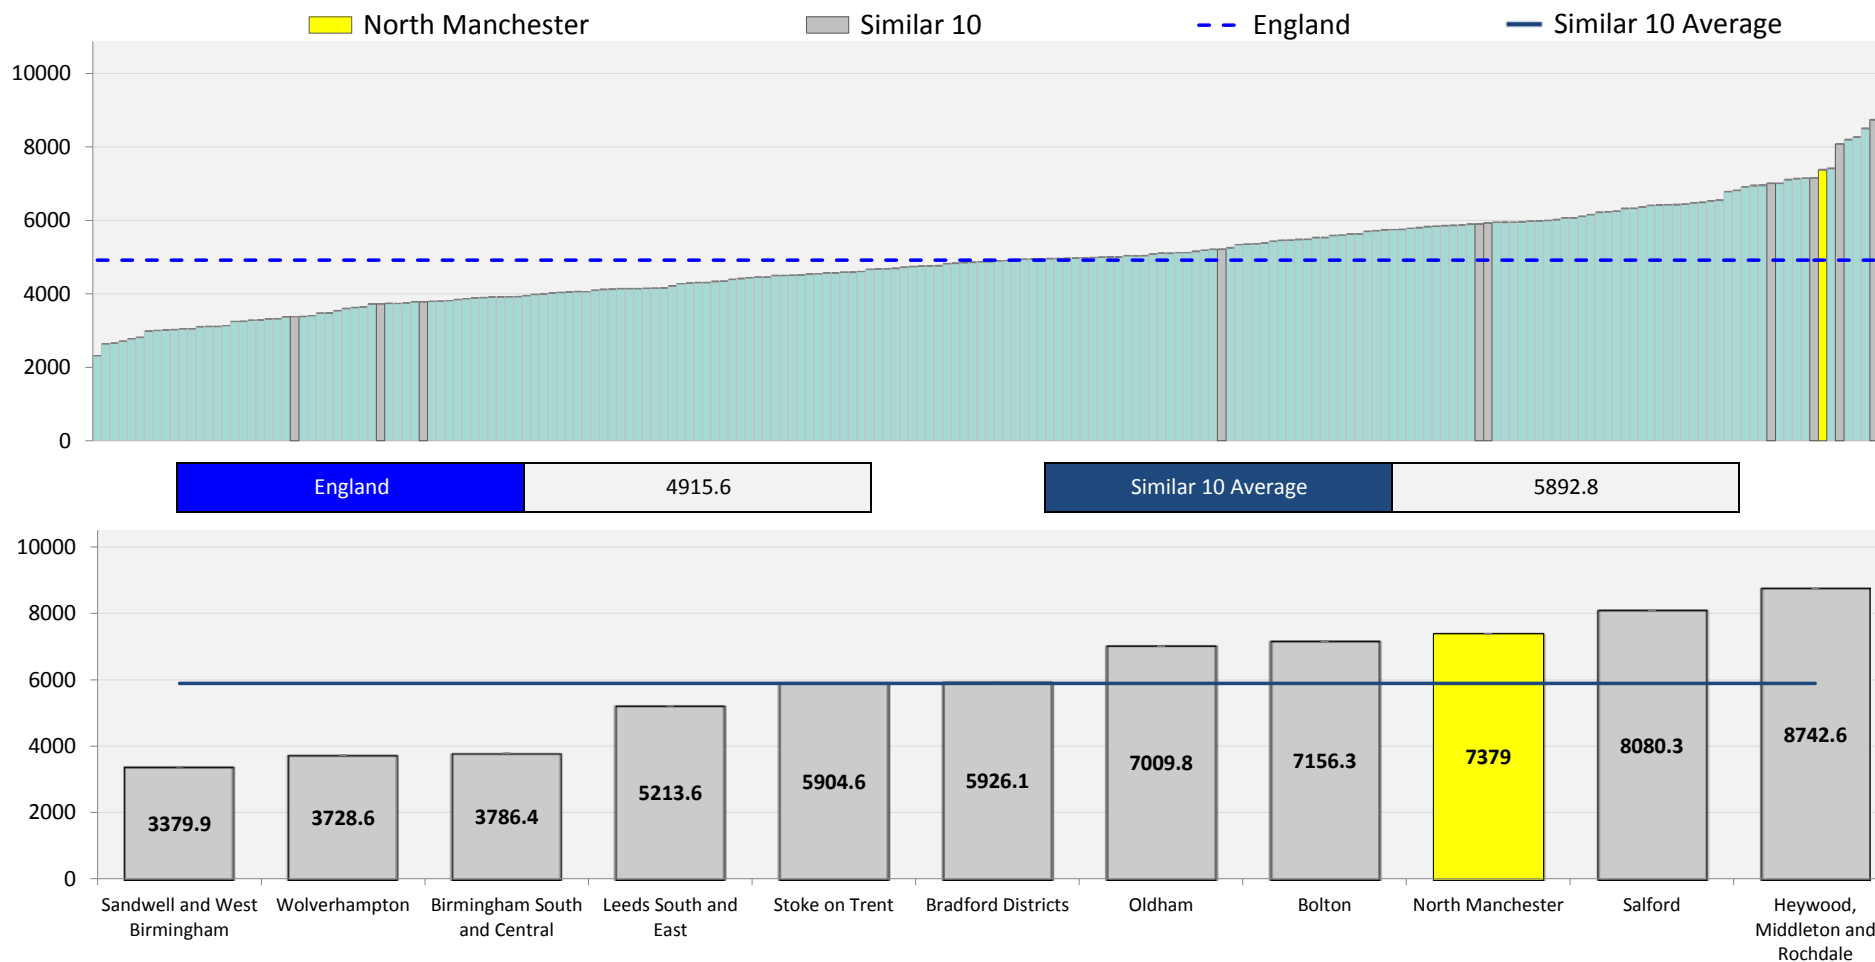 North Manchester Similar 10 England Similar 10 Average
10000
8000
6000
4000
2000
0
England 4915.6 Similar 10 Average 5892.8
10000
8000
6000
4000
2000
0
3379.9 3728.6 3786.4 5213.6 5904.6 5926.1 7009.8 7156.3 7379 8080.3 8742.6
Sandwell and West Birmingham
Wolverhampton
Birmingham South and Central
Leeds South and East
Stoke on Trent
Bradford Districts
Oldham
Bolton
North Manchester
Salford
Heywood, Middleton and Rochdale